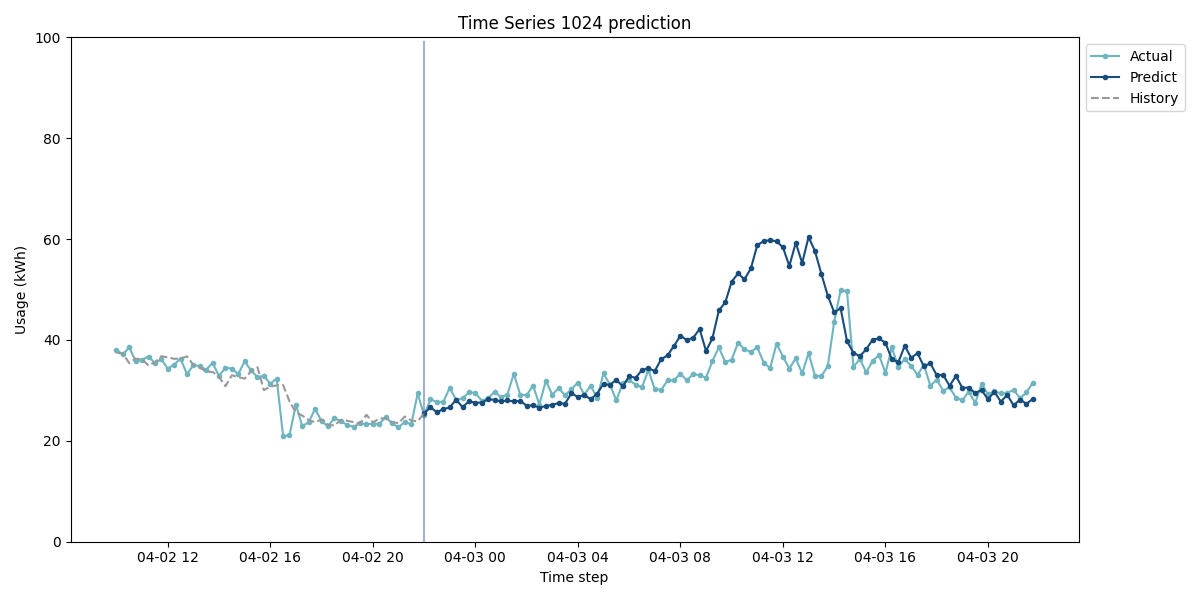 Time Series 1024 prediction
100
80
60
40
20
0
Usage (kWh)
04-02 12
04-02 16
04-02 20
04-03 00
04-03 04
04-03 08
04-03 12
04-03 16
04-03 20
Time step
Actual
Predict
History